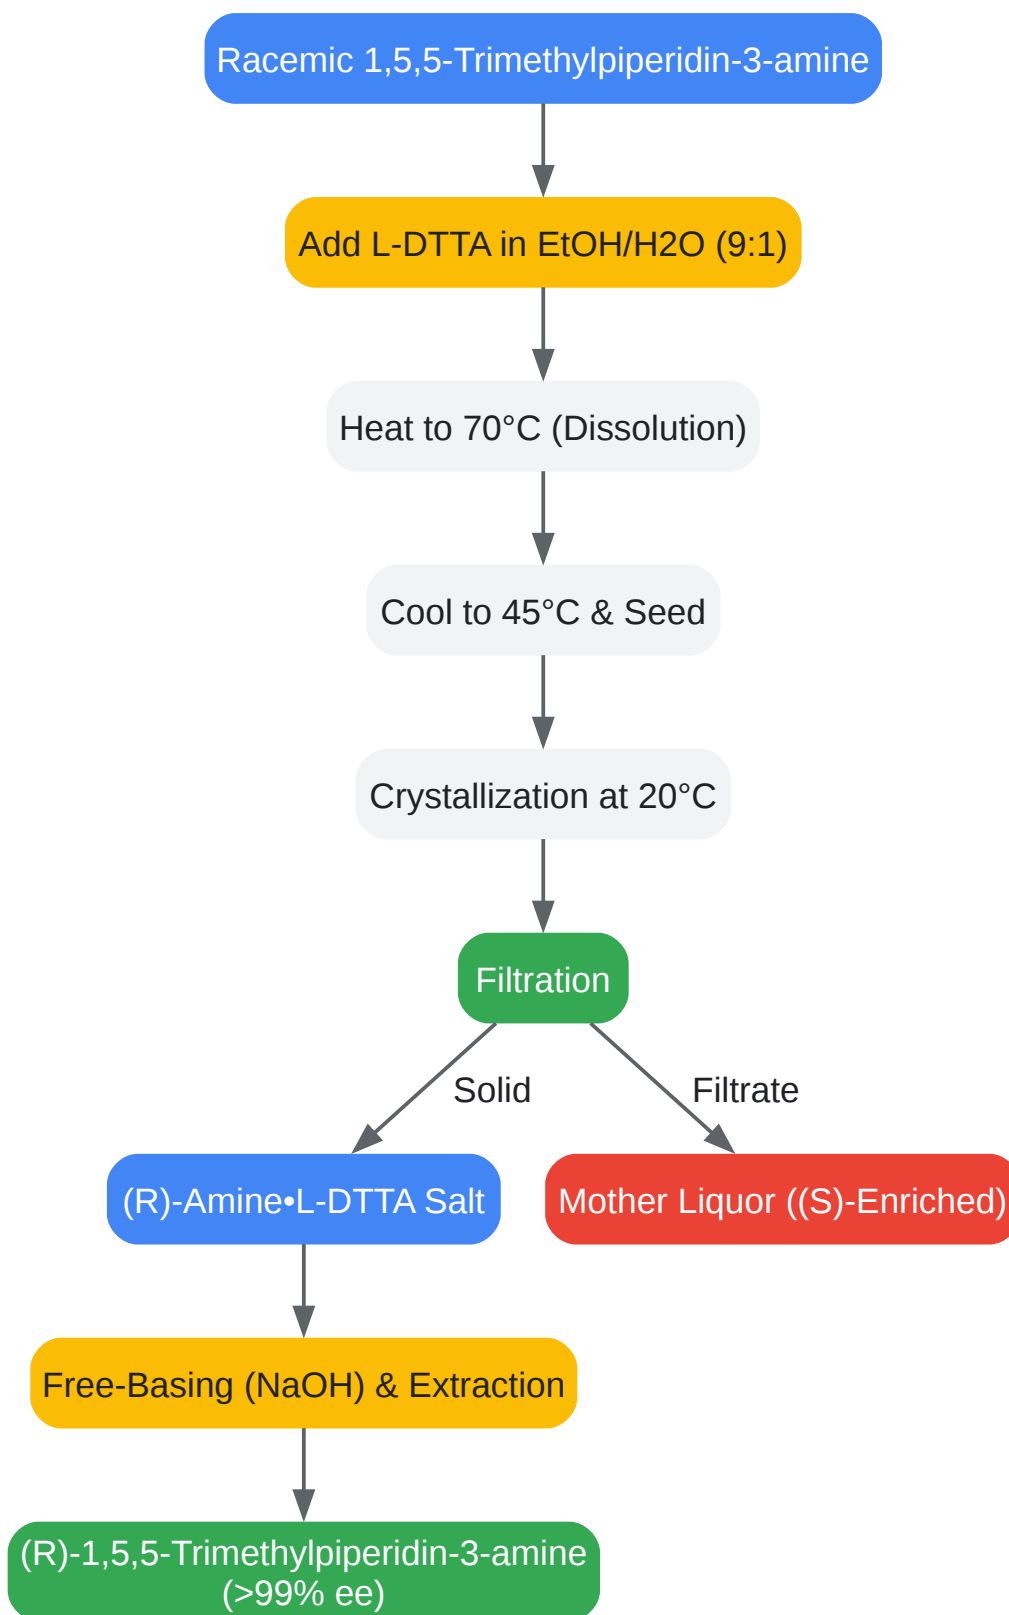 Racemic 1,5,5-Trimethylpiperidin-3-amine
Add L-DTTA in EtOH/H2O (9:1)
Heat to 70°C (Dissolution)
Cool to 45°C & Seed
Crystallization at 20°C
Filtration
Solid
Filtrate
(R)-Amine•L-DTTA Salt
Mother Liquor ((S)-Enriched)
Free-Basing (NaOH) & Extraction
(R)-1,5,5-Trimethylpiperidin-3-amine
(>99% ee)